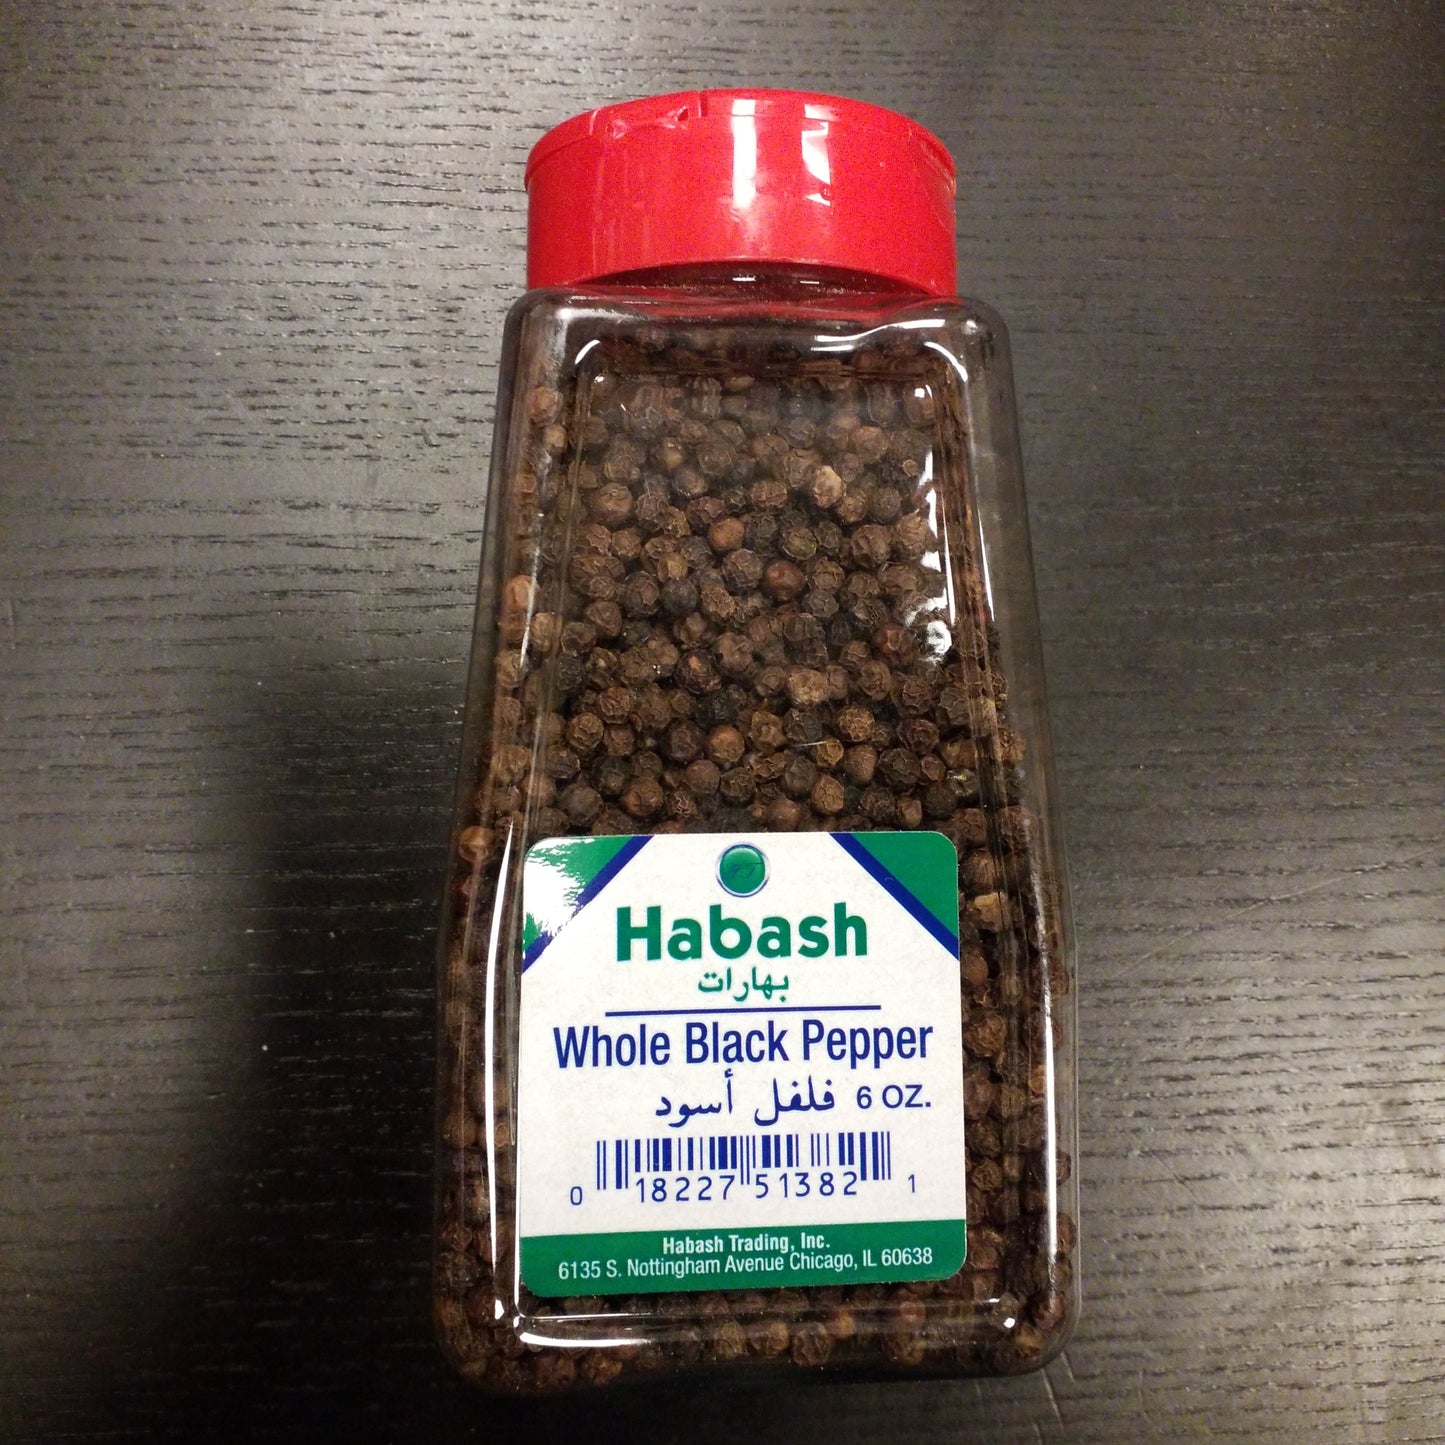 Habash
بهارات
Whole Black Pepper
فلفل أسود 6 OZ.
0 18227 51382 1
Habash Trading, Inc.
6135 S. Nottingham Avenue Chicago, IL 60638